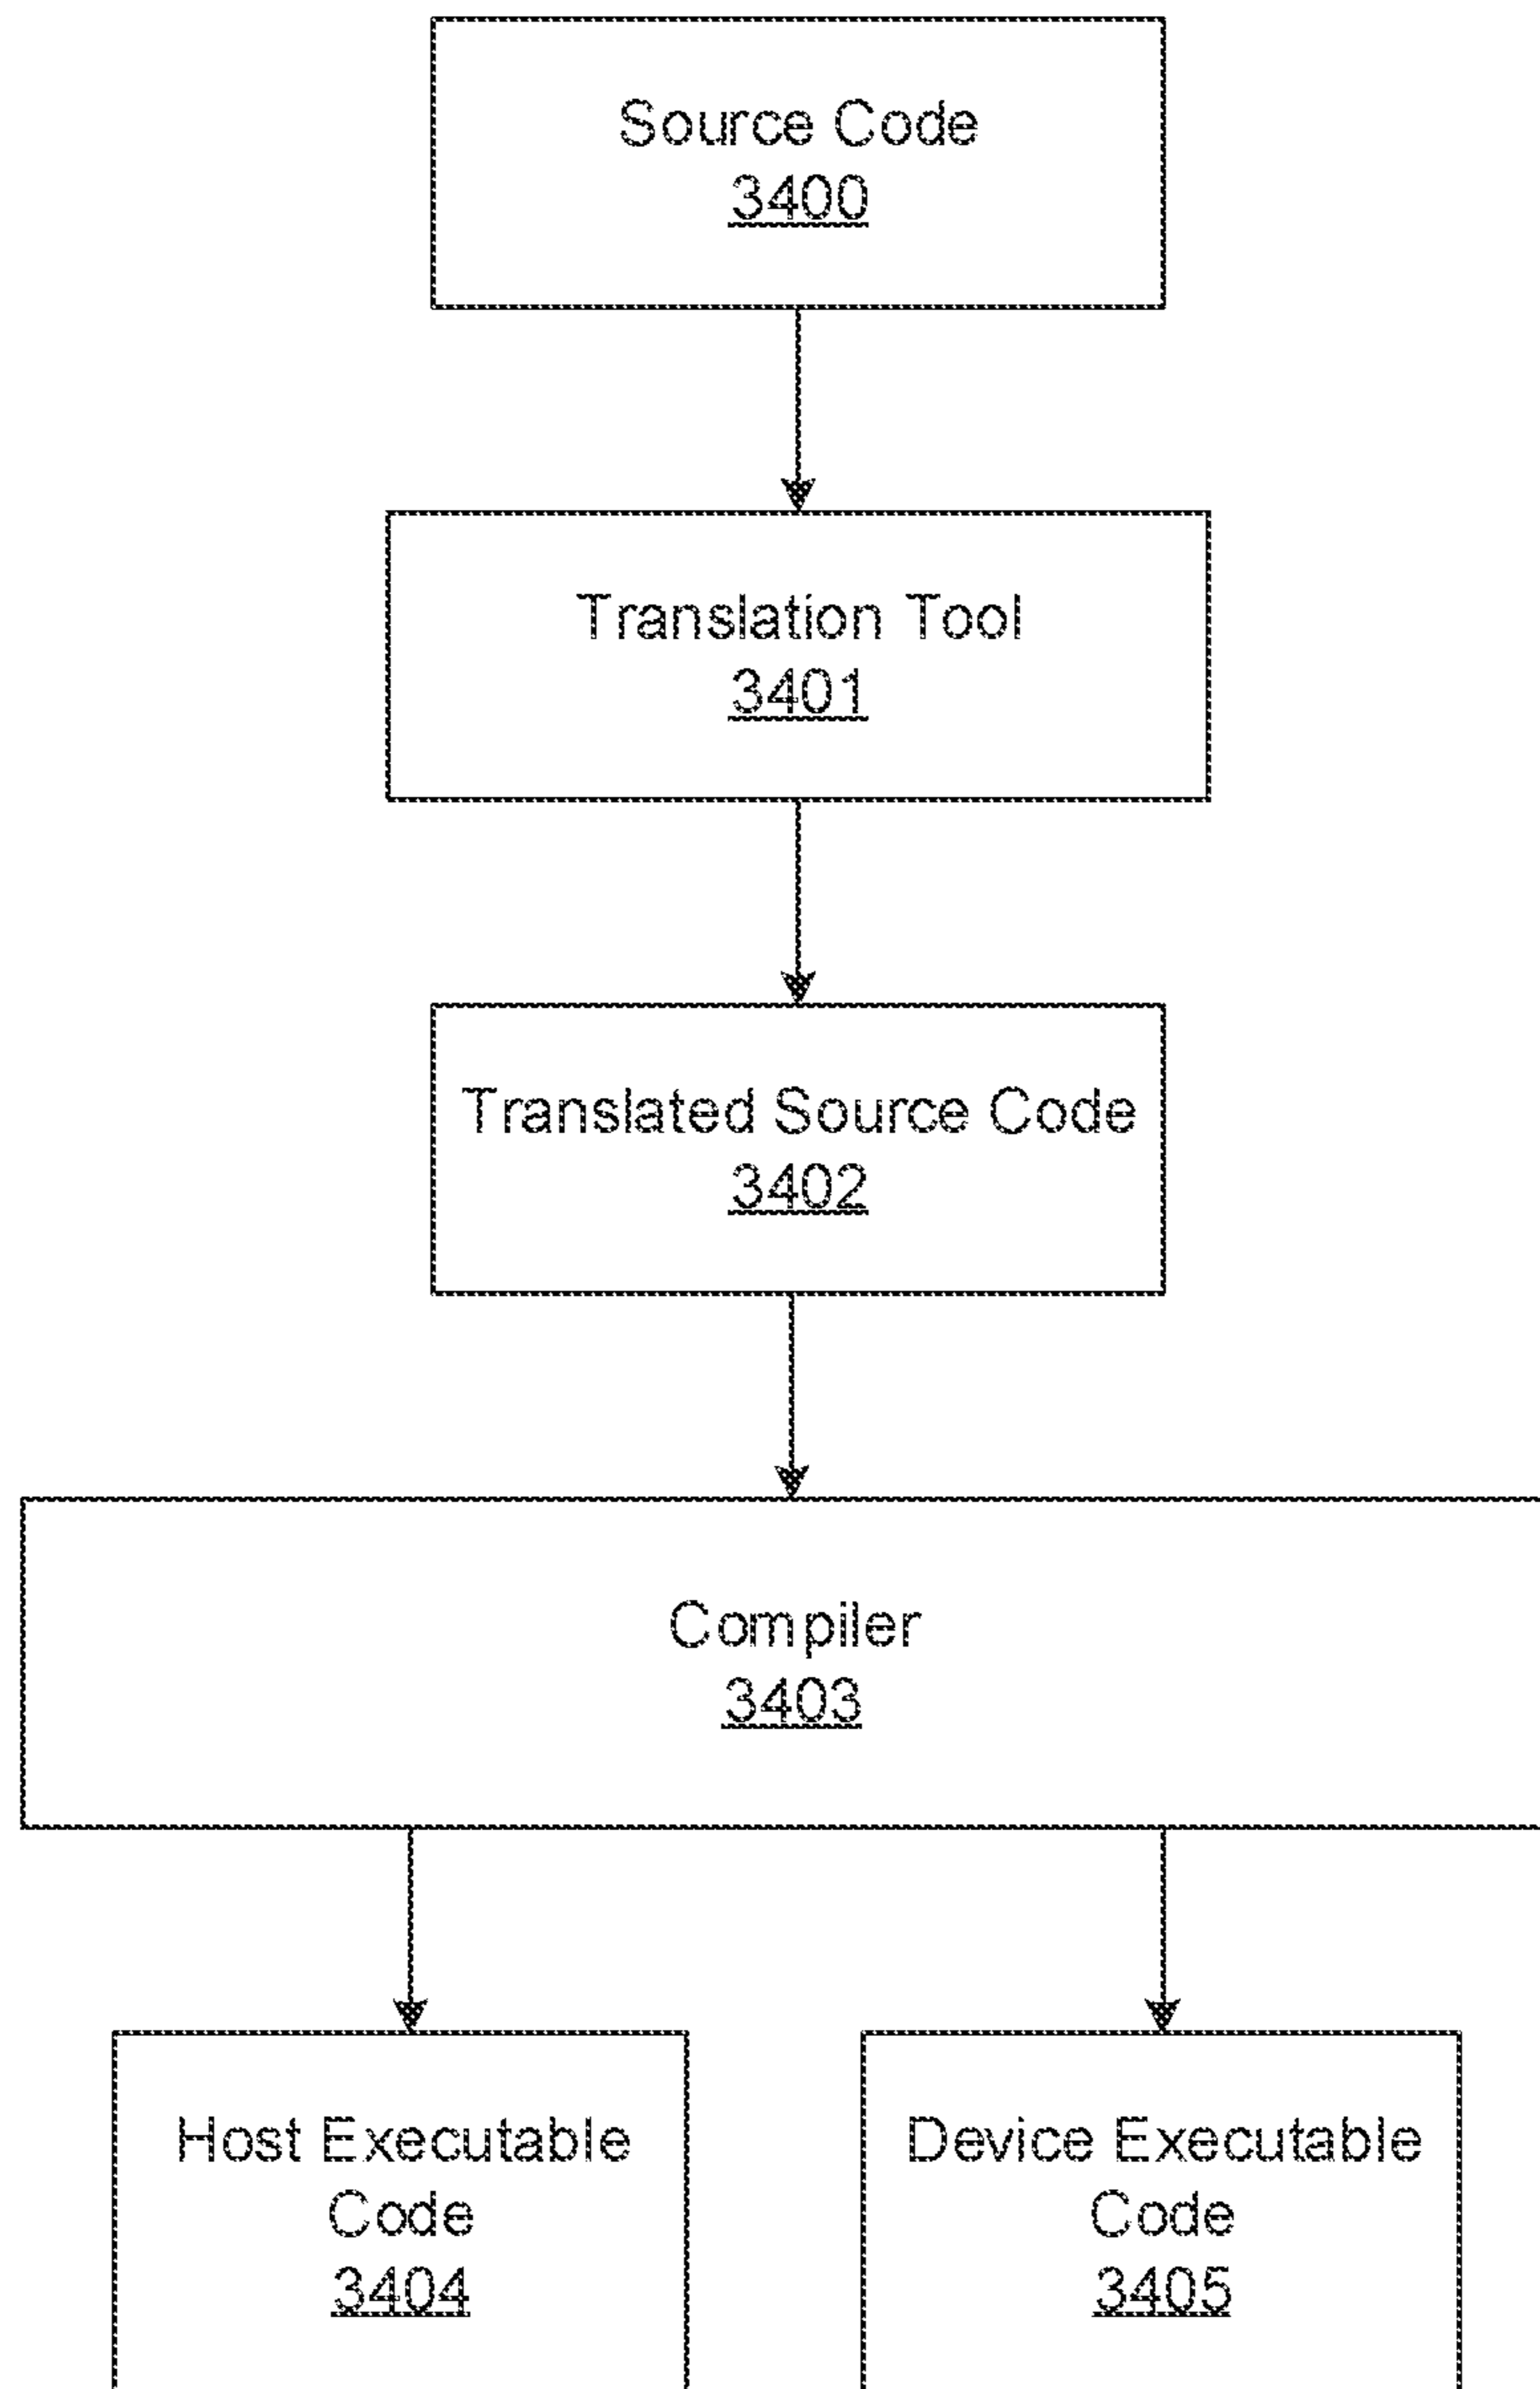 Source Code
3400
Translation Tool
3401
Translated Source Code
3402
Compiler
3403
Host Executable
Code
3404
Device Executable
Code
3405